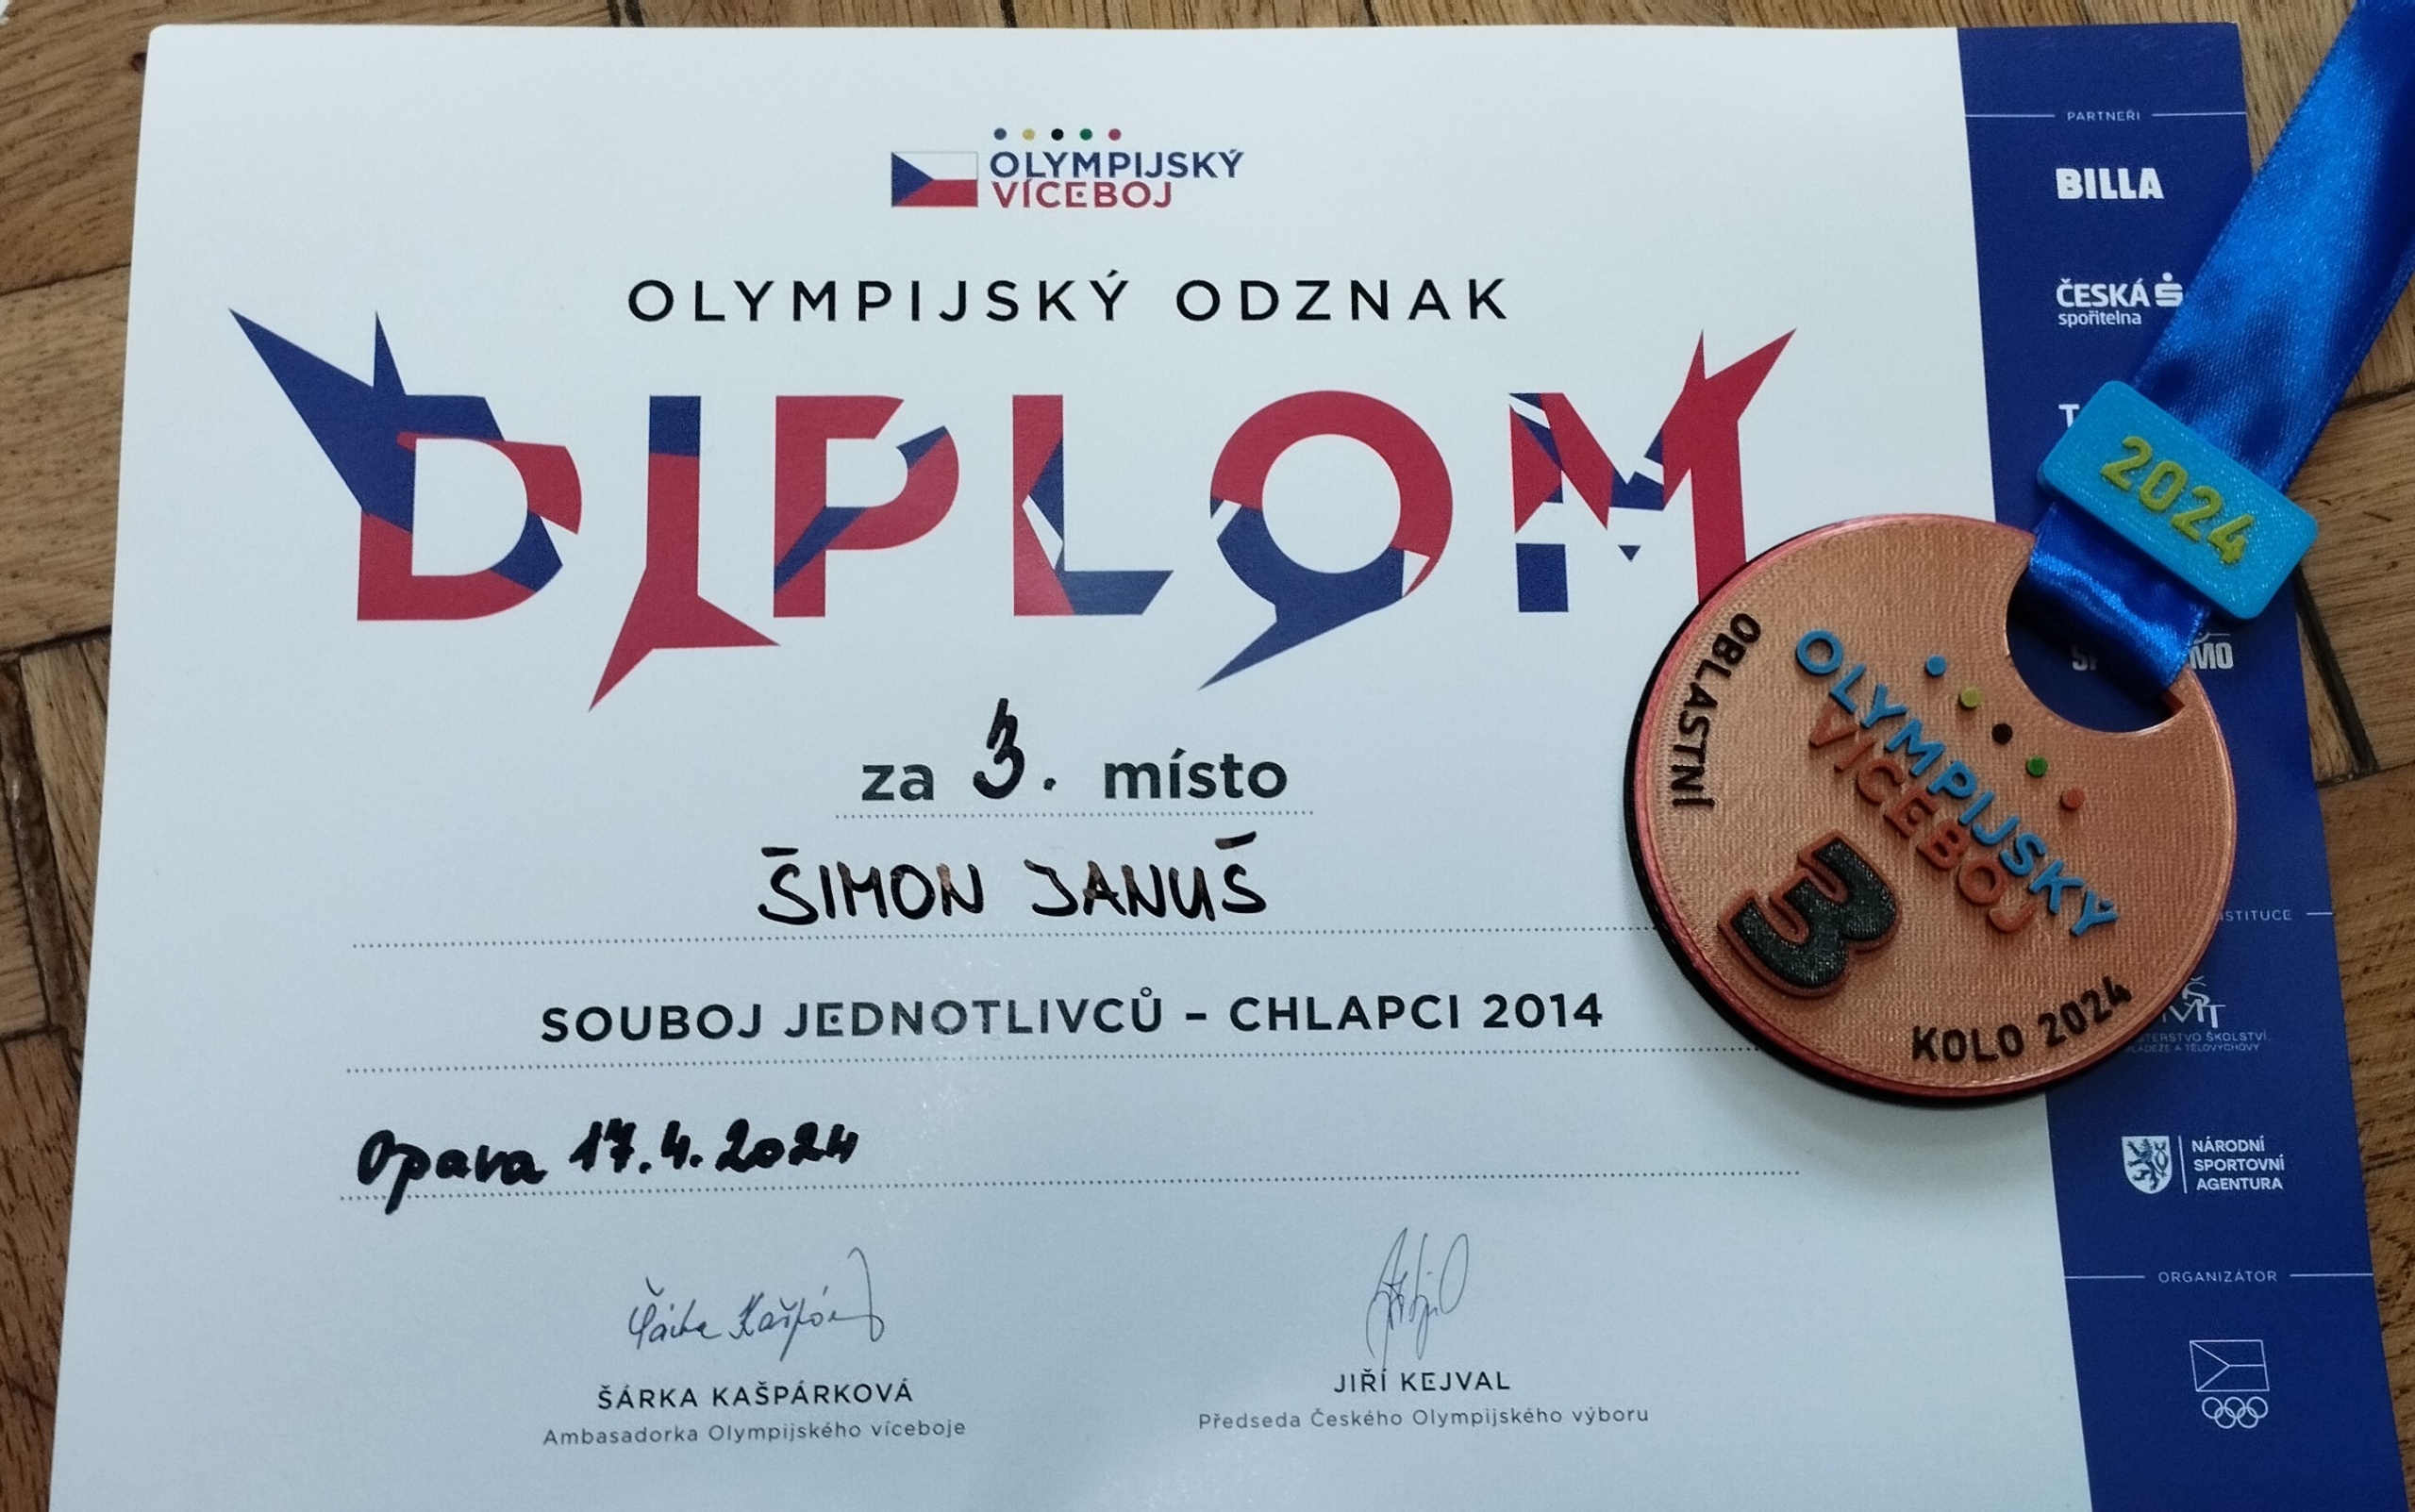 OLYMPIJSKÝ
VÍCEBOJ
OLYMPIJSKÝ ODZNAK
DIPLOM
za 3. místo
ŠIMON JANUŠ
SOUBOJ JEDNOTLIVCŮ – CHLAPCI 2014
Opava 17.4.2024
ŠÁRKA KAŠPÁRKOVÁ
Ambasadorka Olympijského víceboje
JIŘÍ KEJVAL
Předseda Českého Olympijského výboru
PARTNEŘI
BILLA
ČESKÁ
spořitelna
2024
OBLASTNÍ
OLYMPIJSKÝ
VÍCEBOJ
3
KOLO 2024
NÁRODNÍ
SPORTOVNÍ
AGENTURA
ORGANIZÁTOR